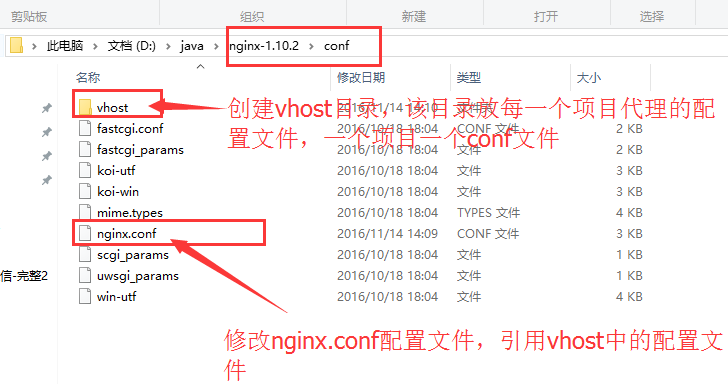 剪贴板 组织 新建 打开 选择
此电脑 文档 (D:) java nginx-1.10.2 conf
名称 修改日期 类型 大小
vhost 2016/11/14 14:10 文件夹
创建vhost目录，该目录放每一个项目代理的配
置文件，一个项目一个conf文件
fastcgi.conf 2016/10/18 18:04 CONF 文件 2 KB
fastcgi_params 2016/10/18 18:04 文件 2 KB
koi-utf 2016/10/18 18:04 文件 3 KB
koi-win 2016/10/18 18:04 文件 3 KB
mime.types 2016/10/18 18:04 TYPES 文件 4 KB
nginx.conf 2016/11/14 14:09 CONF 文件 3 KB
scgi_params 2016/10/18 18:04 文件 1 KB
信-完整2 uwsgi_params 2016/10/18 18:04 文件 1 KB
win-utf 2016/10/18 18:04 文件 4 KB
修改nginx.conf配置文件，引用vhost中的配置文
件